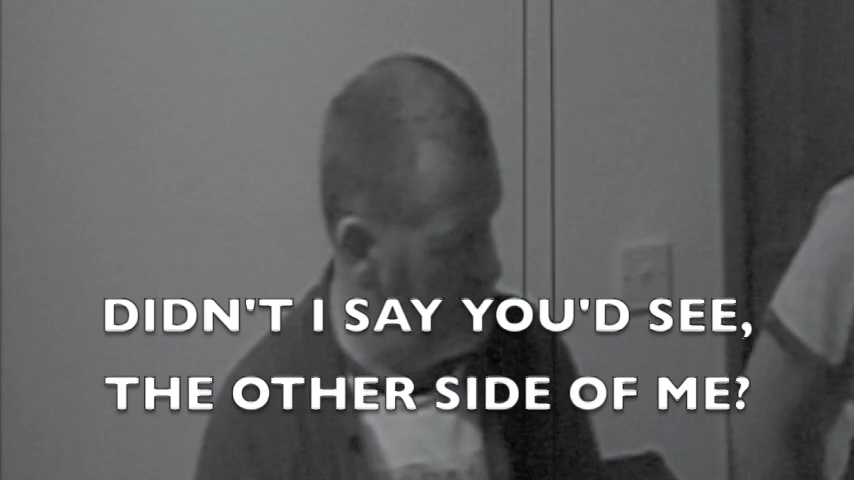 DIDN'T I SAY YOU'D SEE,
THE OTHER SIDE OF ME?